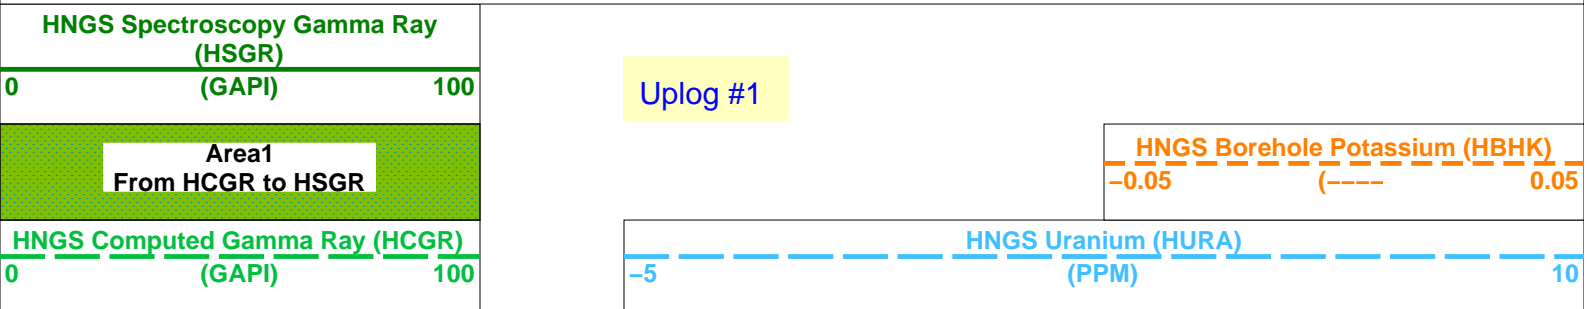 HNGS Spectroscopy Gamma Ray
(HSGR)
0 (GAPI) 100
Uplog #1
Area1
From HCGR to HSGR
HNGS Borehole Potassium (HBHK)
−0.05 (−−−− 0.05
HNGS Computed Gamma Ray (HCGR)
0 (GAPI) 100
HNGS Uranium (HURA)
−5 (PPM) 10